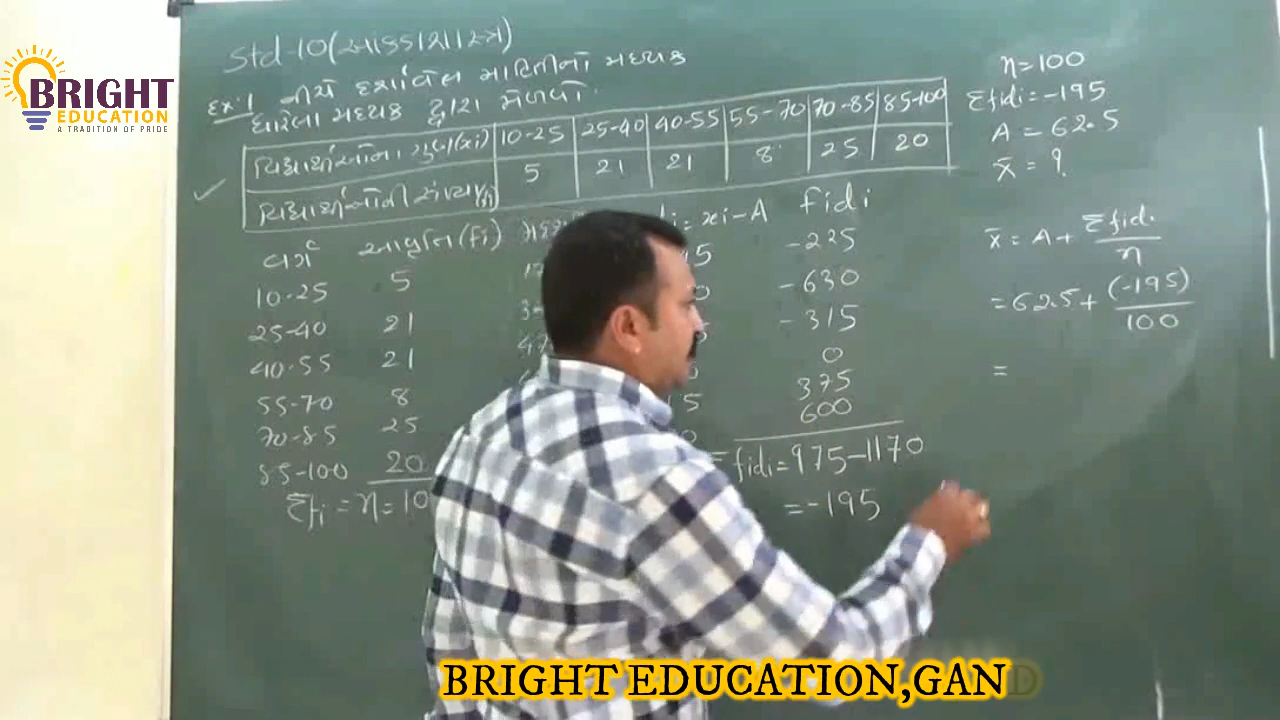 BRIGHT
EDUCATION
A TRADITION OF PRIDE
Std-10 (આંકડાશાસ્ત્ર)
Ex:1 નીચે દર્શાવેલ માહિતીનો મધ્યક
ધારેલા મધ્યક દ્વારા મેળવો.
વિદ્યાર્થીઓના ગુણ(xi) 10-25 25-40 40-55 55-70 70-85 85-100
વિદ્યાર્થીઓની સંખ્યા(fi) 5 21 21 8 25 20
વર્ગ આવૃત્તિ(fi) = xi-A fidi
10-25 5 -225
25-40 21 -630
40-55 21 -315
55-70 8 0
70-85 25 375
85-100 20 600
Σfi = n = 10 fidi = 975-1170
= -195
n=100
Σfidi = -195
A = 62.5
x̄ = ?
x̄ = A + Σfidi / n
= 62.5 + (-195) / 100
=
BRIGHT EDUCATION,GAN